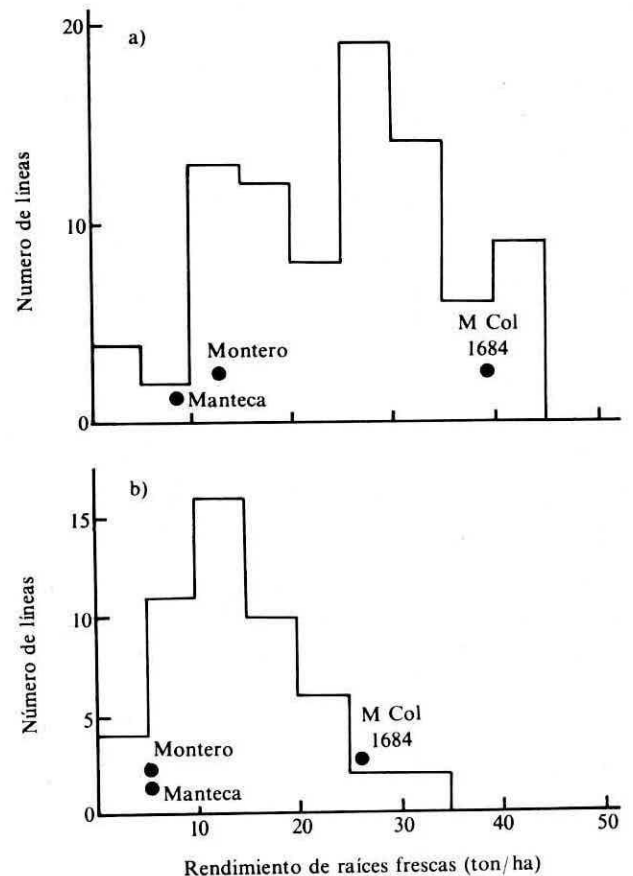 20
a)
Numero de líneas
10
M Col
1684
Montero
Manteca
0
b)
15
Número de líneas
10
5
M Col
1684
Montero
Manteca
0
10
20
30
40
50
Rendimiento de raíces frescas (ton/ha)